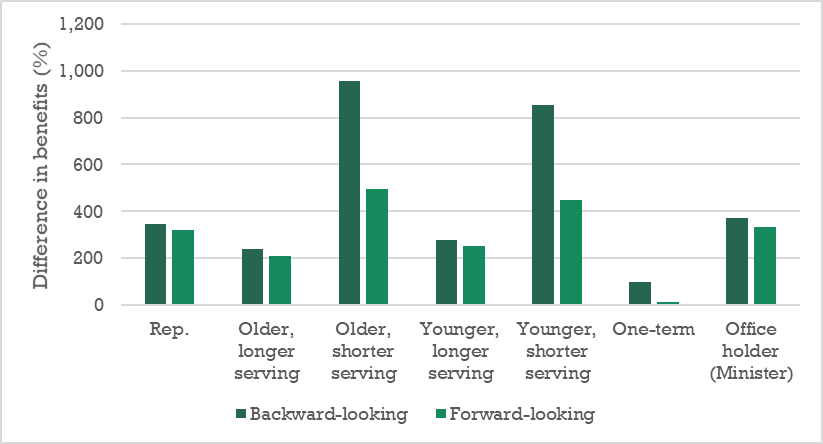 Difference in benefits (%)
1,200
1,000
800
600
400
200
0
Rep.
Older,
longer
serving
Older,
shorter
serving
Younger,
longer
serving
Younger,
shorter
serving
One-term
Office
holder
(Minister)
Backward-looking
Forward-looking